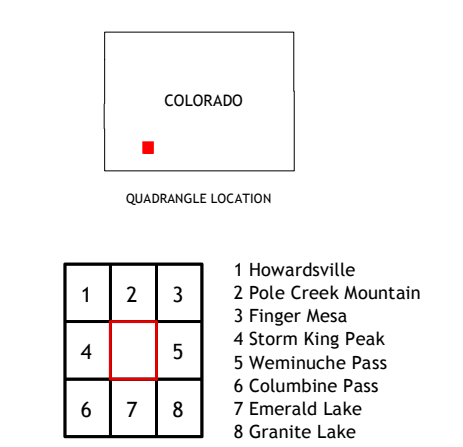 COLORADO
QUADRANGLE LOCATION
1 2 3
4 5
6 7 8
1 Howardsville
2 Pole Creek Mountain
3 Finger Mesa
4 Storm King Peak
5 Weminuche Pass
6 Columbine Pass
7 Emerald Lake
8 Granite Lake